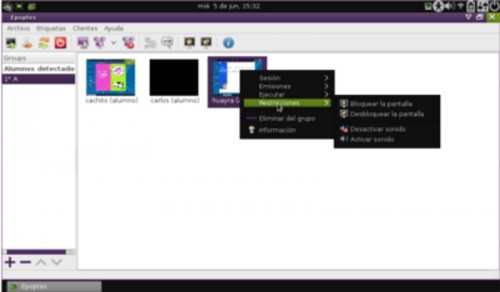 mié 5 de jun, 15:32
Epoptes
Archivo Etiquetas Clientes Ayuda
Groups
Alumnos detectado
1° A
cachito (alumno)
carlos (alumno)
huayra
Sesión
Emisiones
Ejecutar
Restricciones
Eliminar del grupo
Información
Bloquear la pantalla
Desbloquear la pantalla
Desactivar sonido
Activar sonido
Epoptes